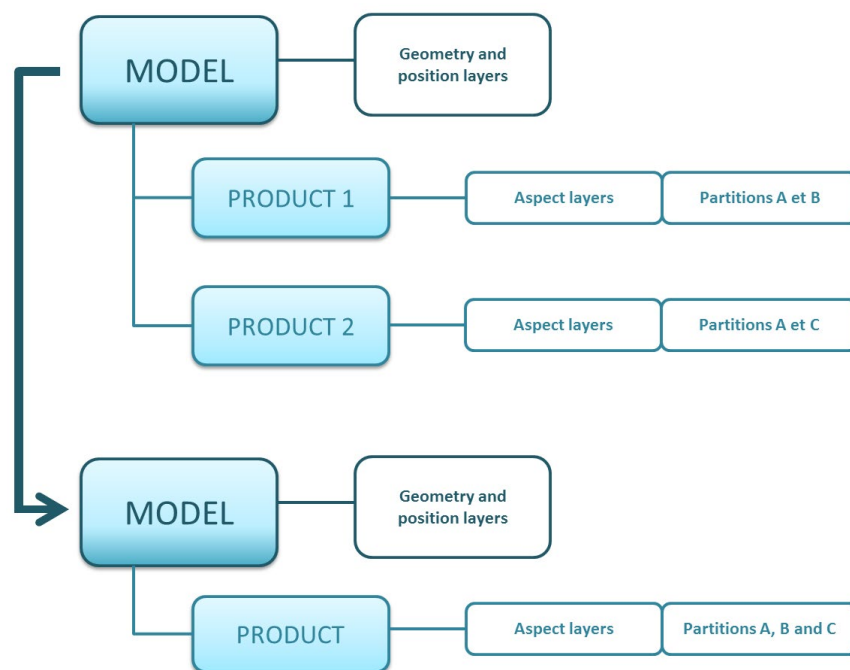 MODEL
Geometry and
position layers
PRODUCT 1
Aspect layers
Partitions A et B
PRODUCT 2
Aspect layers
Partitions A et C
MODEL
Geometry and
position layers
PRODUCT
Aspect layers
Partitions A, B and C